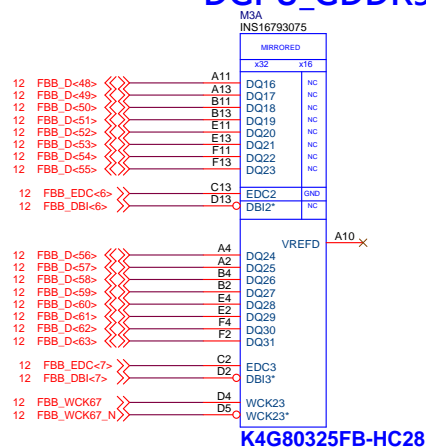 DGPU_GDDR5
M3A
INS16793075
MIRRORED
x32 x16
12 FBB_D<48> A11 DQ16 NC
12 FBB_D<49> A13 DQ17 NC
12 FBB_D<50> B11 DQ18 NC
12 FBB_D<51> B13 DQ19 NC
12 FBB_D<52> E11 DQ20 NC
12 FBB_D<53> E13 DQ21 NC
12 FBB_D<54> F11 DQ22 NC
12 FBB_D<55> F13 DQ23 NC
12 FBB_EDC<6> C13 EDC2 GND
12 FBB_DBI<6> D13 DBI2* NC
VREFD A10
12 FBB_D<56> A4 DQ24
12 FBB_D<57> A2 DQ25
12 FBB_D<58> B4 DQ26
12 FBB_D<59> B2 DQ27
12 FBB_D<60> E4 DQ28
12 FBB_D<61> E2 DQ29
12 FBB_D<62> F4 DQ30
12 FBB_D<63> F2 DQ31
12 FBB_EDC<7> C2 EDC3
12 FBB_DBI<7> D2 DBI3*
12 FBB_WCK67 D4 WCK23
12 FBB_WCK67_N D5 WCK23*
K4G80325FB-HC28